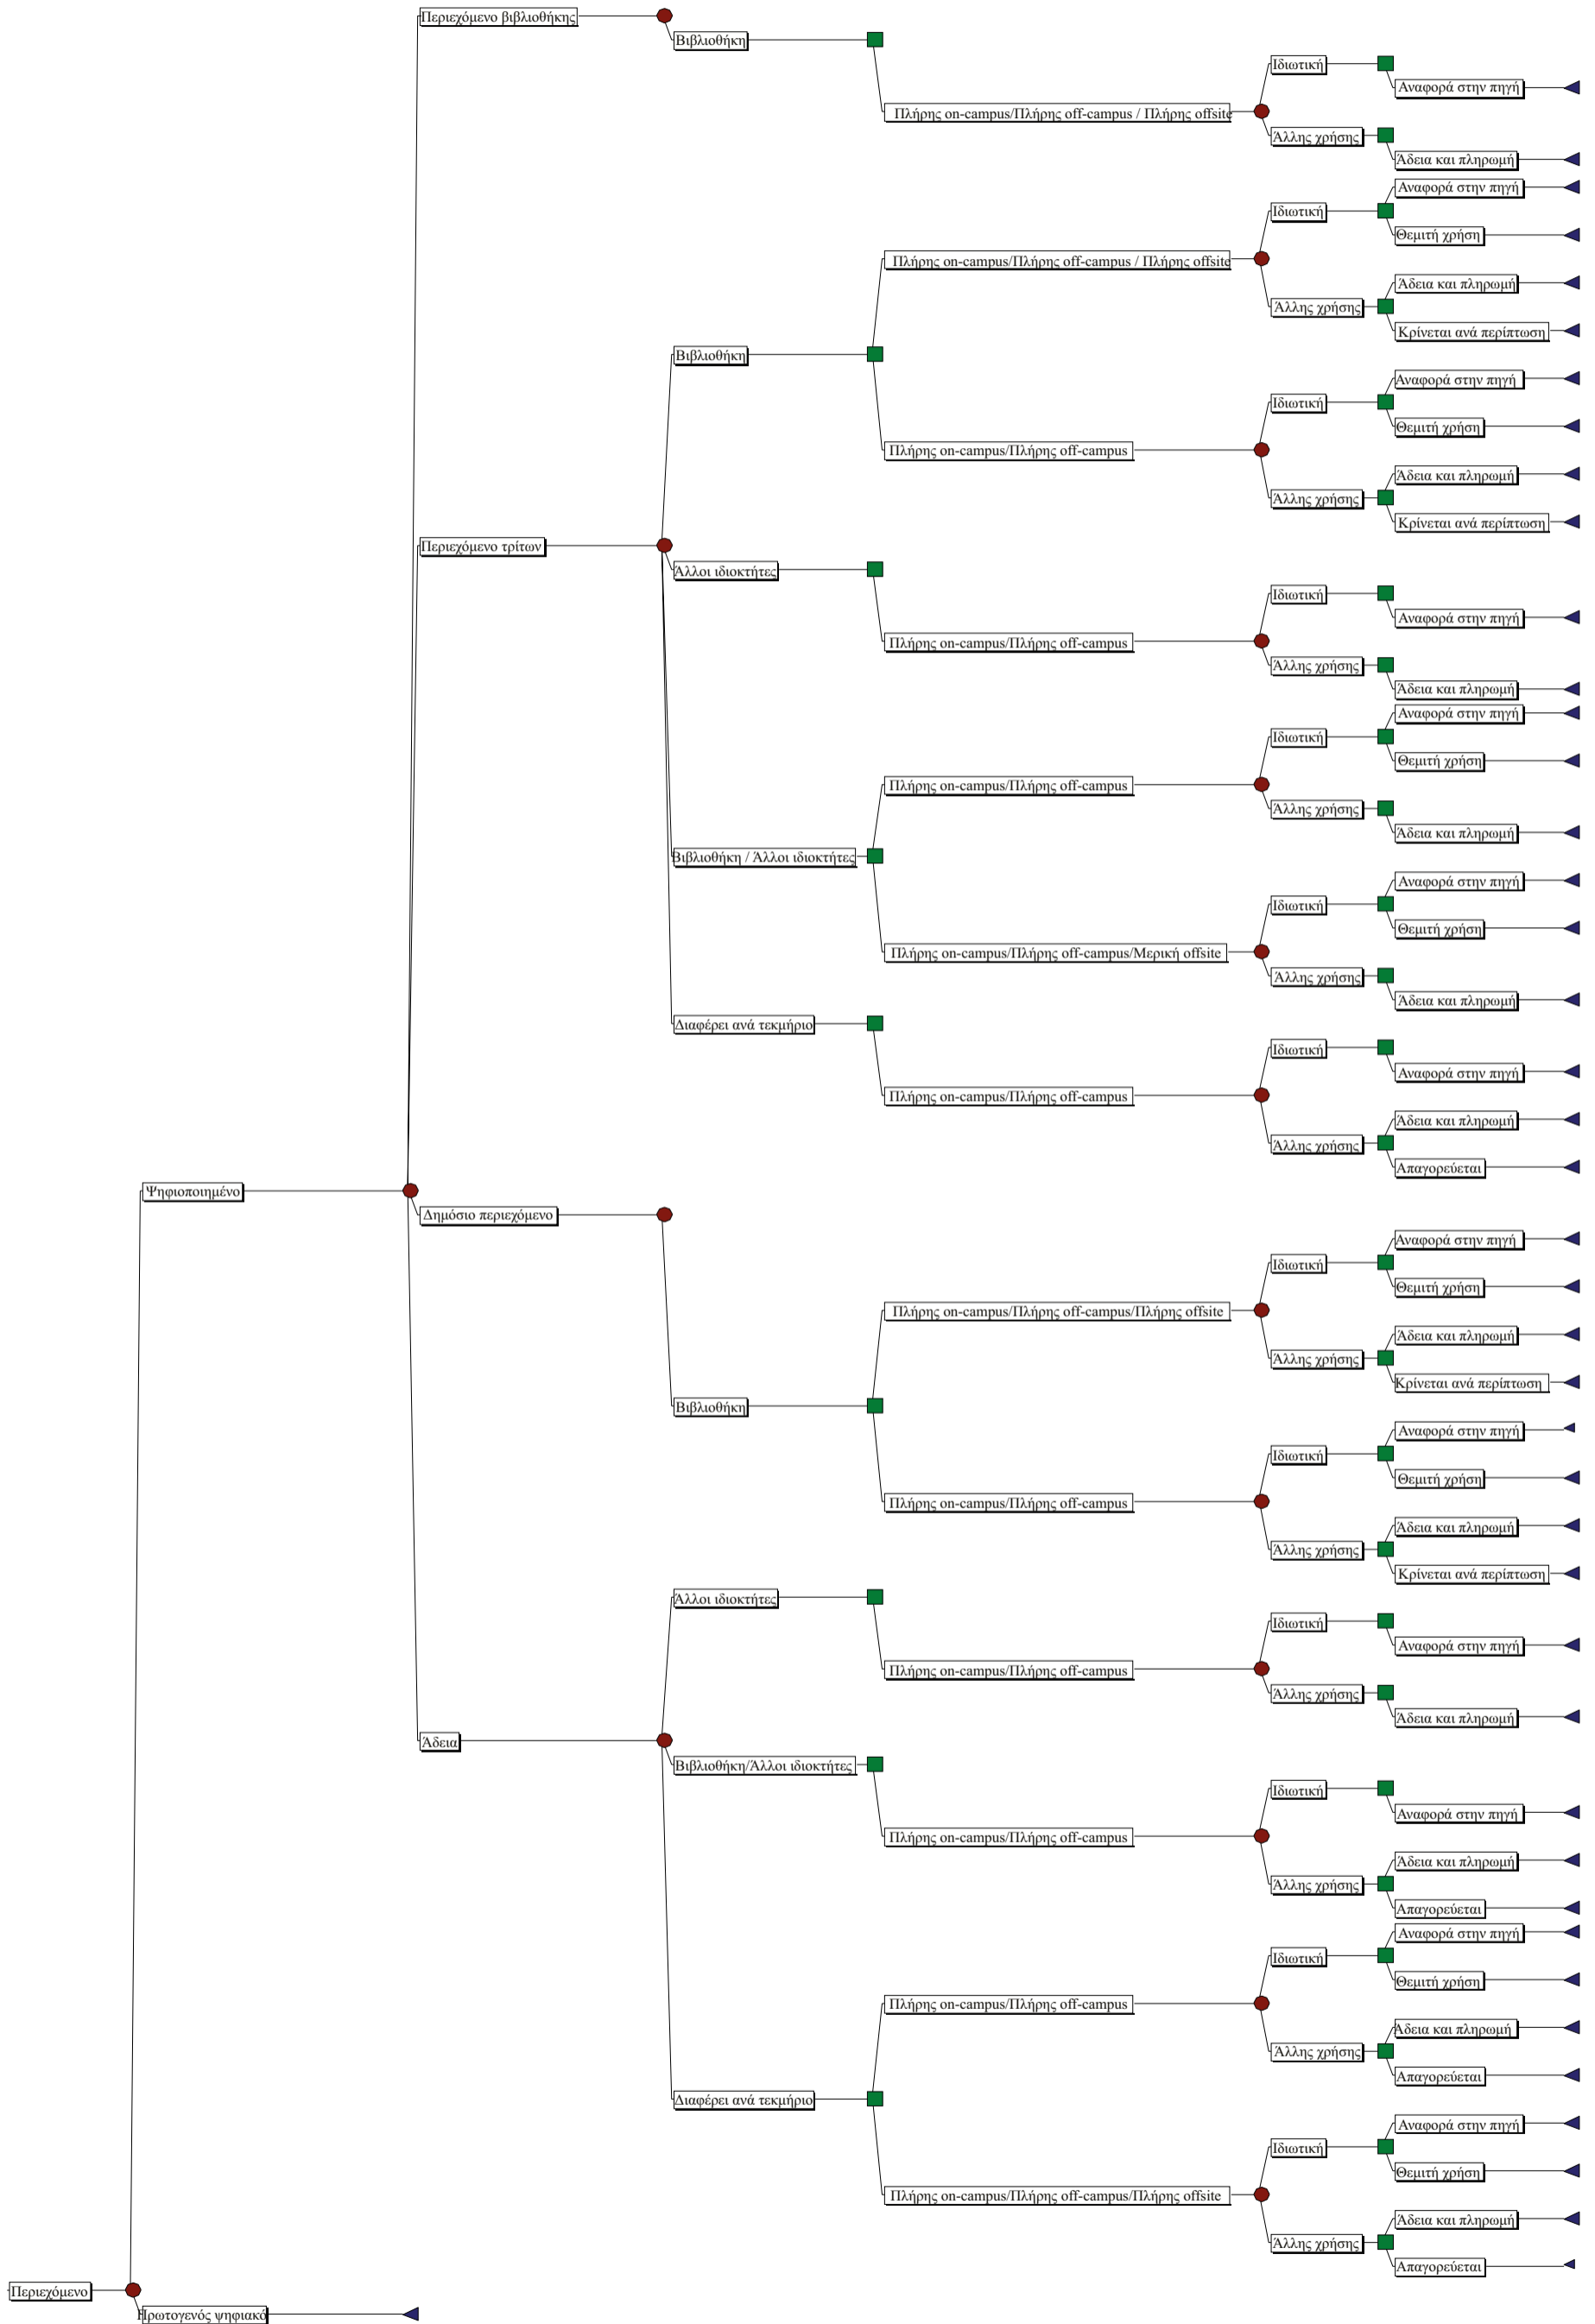 Περιεχόμενο βιβλιοθήκης
Βιβλιοθήκη
Ιδιωτική
Αναφορά στην πηγή
Πλήρης on-campus/Πλήρης off-campus / Πλήρης offsite
Άλλης χρήσης
Άδεια και πληρωμή
Αναφορά στην πηγή
Ιδιωτική
Θεμιτή χρήση
Πλήρης on-campus/Πλήρης off-campus / Πλήρης offsite
Άδεια και πληρωμή
Άλλης χρήσης
Κρίνεται ανά περίπτωση
Βιβλιοθήκη
Αναφορά στην πηγή
Ιδιωτική
Θεμιτή χρήση
Πλήρης on-campus/Πλήρης off-campus
Άδεια και πληρωμή
Άλλης χρήσης
Κρίνεται ανά περίπτωση
Περιεχόμενο τρίτων
Άλλοι ιδιοκτήτες
Ιδιωτική
Αναφορά στην πηγή
Πλήρης on-campus/Πλήρης off-campus
Άλλης χρήσης
Άδεια και πληρωμή
Αναφορά στην πηγή
Ιδιωτική
Θεμιτή χρήση
Πλήρης on-campus/Πλήρης off-campus
Άλλης χρήσης
Άδεια και πληρωμή
Βιβλιοθήκη / Άλλοι ιδιοκτήτες
Αναφορά στην πηγή
Ιδιωτική
Θεμιτή χρήση
Πλήρης on-campus/Πλήρης off-campus/Μερική offsite
Άλλης χρήσης
Άδεια και πληρωμή
Διαφέρει ανά τεκμήριο
Ιδιωτική
Αναφορά στην πηγή
Πλήρης on-campus/Πλήρης off-campus
Άδεια και πληρωμή
Άλλης χρήσης
Απαγορεύεται
Ψηφιοποιημένο
Δημόσιο περιεχόμενο
Αναφορά στην πηγή
Ιδιωτική
Θεμιτή χρήση
Πλήρης on-campus/Πλήρης off-campus/Πλήρης offsite
Άδεια και πληρωμή
Άλλης χρήσης
Κρίνεται ανά περίπτωση
Βιβλιοθήκη
Αναφορά στην πηγή
Ιδιωτική
Θεμιτή χρήση
Πλήρης on-campus/Πλήρης off-campus
Άδεια και πληρωμή
Άλλης χρήσης
Κρίνεται ανά περίπτωση
Άλλοι ιδιοκτήτες
Ιδιωτική
Αναφορά στην πηγή
Πλήρης on-campus/Πλήρης off-campus
Άλλης χρήσης
Άδεια και πληρωμή
Άδεια
Βιβλιοθήκη/Άλλοι ιδιοκτήτες
Ιδιωτική
Αναφορά στην πηγή
Πλήρης on-campus/Πλήρης off-campus
Άδεια και πληρωμή
Άλλης χρήσης
Απαγορεύεται
Αναφορά στην πηγή
Ιδιωτική
Θεμιτή χρήση
Πλήρης on-campus/Πλήρης off-campus
Άδεια και πληρωμή
Άλλης χρήσης
Απαγορεύεται
Διαφέρει ανά τεκμήριο
Αναφορά στην πηγή
Ιδιωτική
Θεμιτή χρήση
Πλήρης on-campus/Πλήρης off-campus/Πλήρης offsite
Άδεια και πληρωμή
Άλλης χρήσης
Απαγορεύεται
Περιεχόμενο
Πρωτογενός ψηφιακό